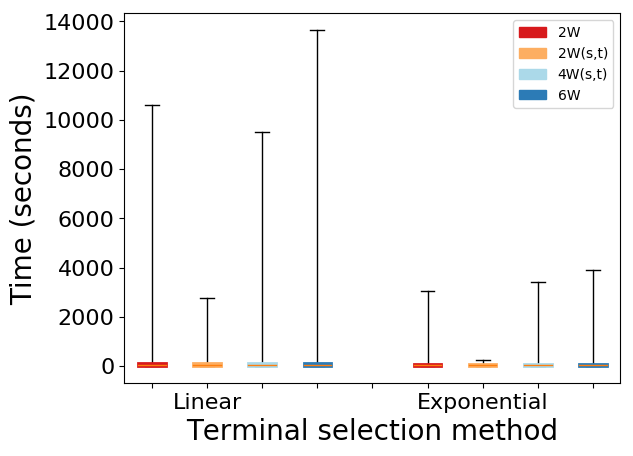 14000
12000
10000
8000
6000
4000
2000
0
Time (seconds)
2W
2W(s,t)
4W(s,t)
6W
Linear
Exponential
Terminal selection method